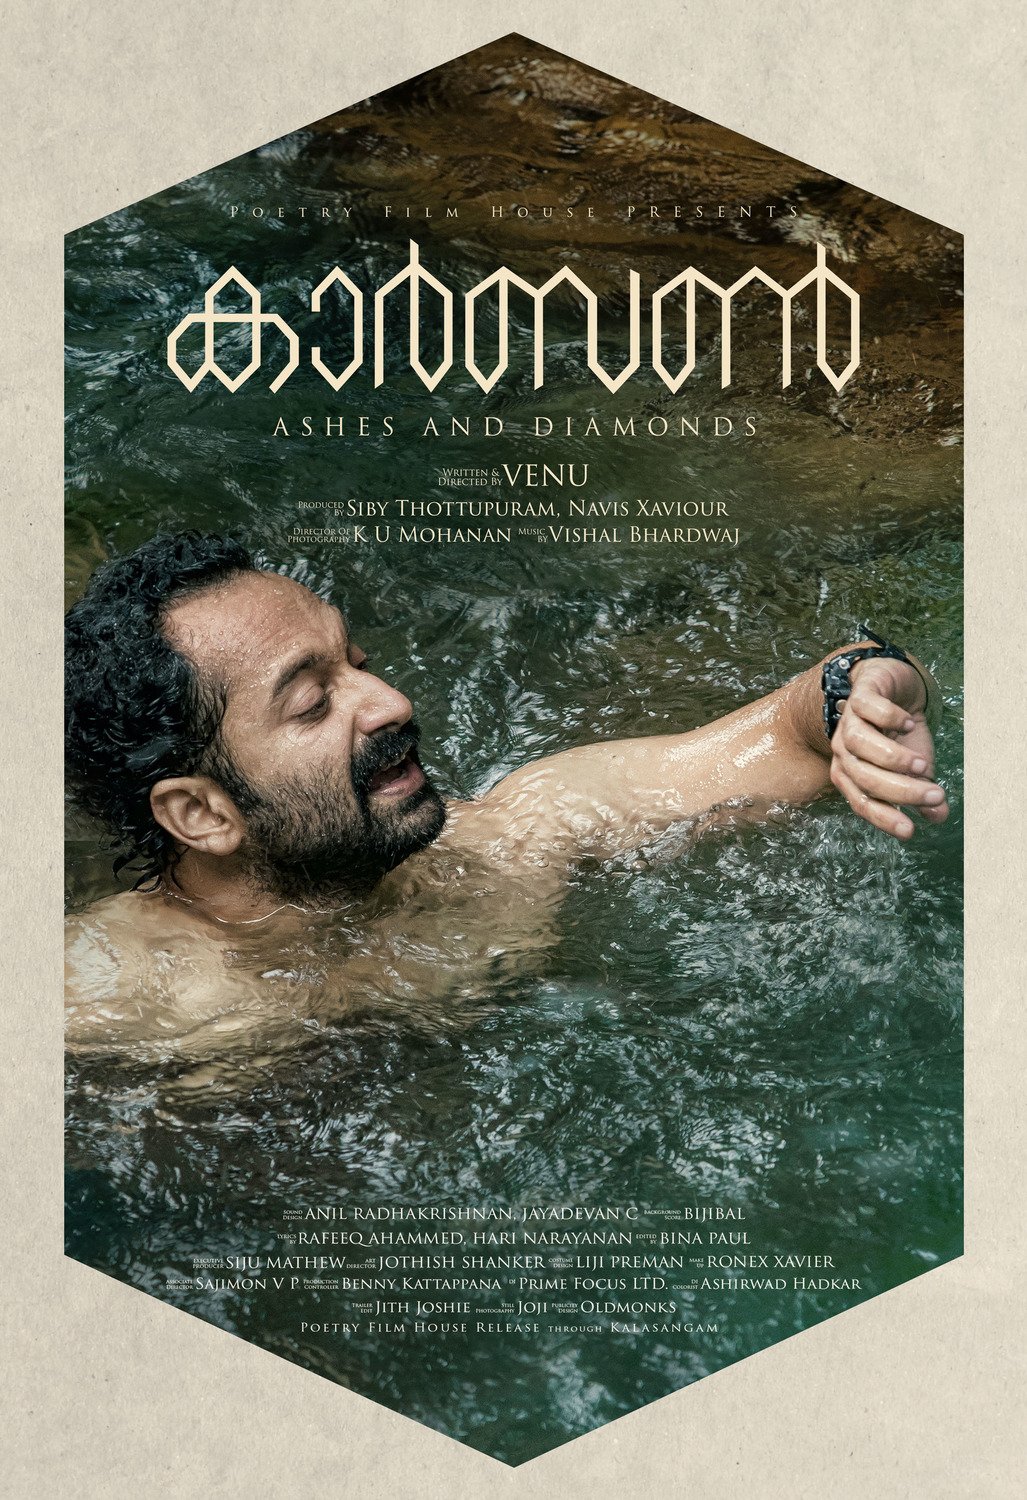 POETRY FILM HOUSE PRESENTS
കാർബൺ
ASHES AND DIAMONDS
WRITTEN & DIRECTED BY VENU
PRODUCED BY SIBY THOTTUPURAM, NAVIS XAVIOUR
DIRECTOR OF PHOTOGRAPHY K U MOHANAN MUSIC BY VISHAL BHARDWAJ
SOUND DESIGN ANIL RADHAKRISHNAN, JAYADEVAN C BACKGROUND SCORE BIJIBAL
LYRICS BY RAFEEQ AHAMMED, HARI NARAYANAN EDITED BY BINA PAUL
EXECUTIVE PRODUCER SIJU MATHEW ART DIRECTOR JOTHISH SHANKER COSTUME DESIGN LIJI PREMAN MAKE UP RONEX XAVIER
ASSOCIATE DIRECTOR SAJIMON V P PRODUCTION CONTROLLER BENNY KATTAPPANA DI PRIME FOCUS LTD. DI COLORIST ASHIRWAD HADKAR
TRAILER EDIT JITH JOSHIE STILL PHOTOGRAPHY JOJI PUBLICITY DESIGN OLDMONKS
POETRY FILM HOUSE RELEASE THROUGH KALASANGAM